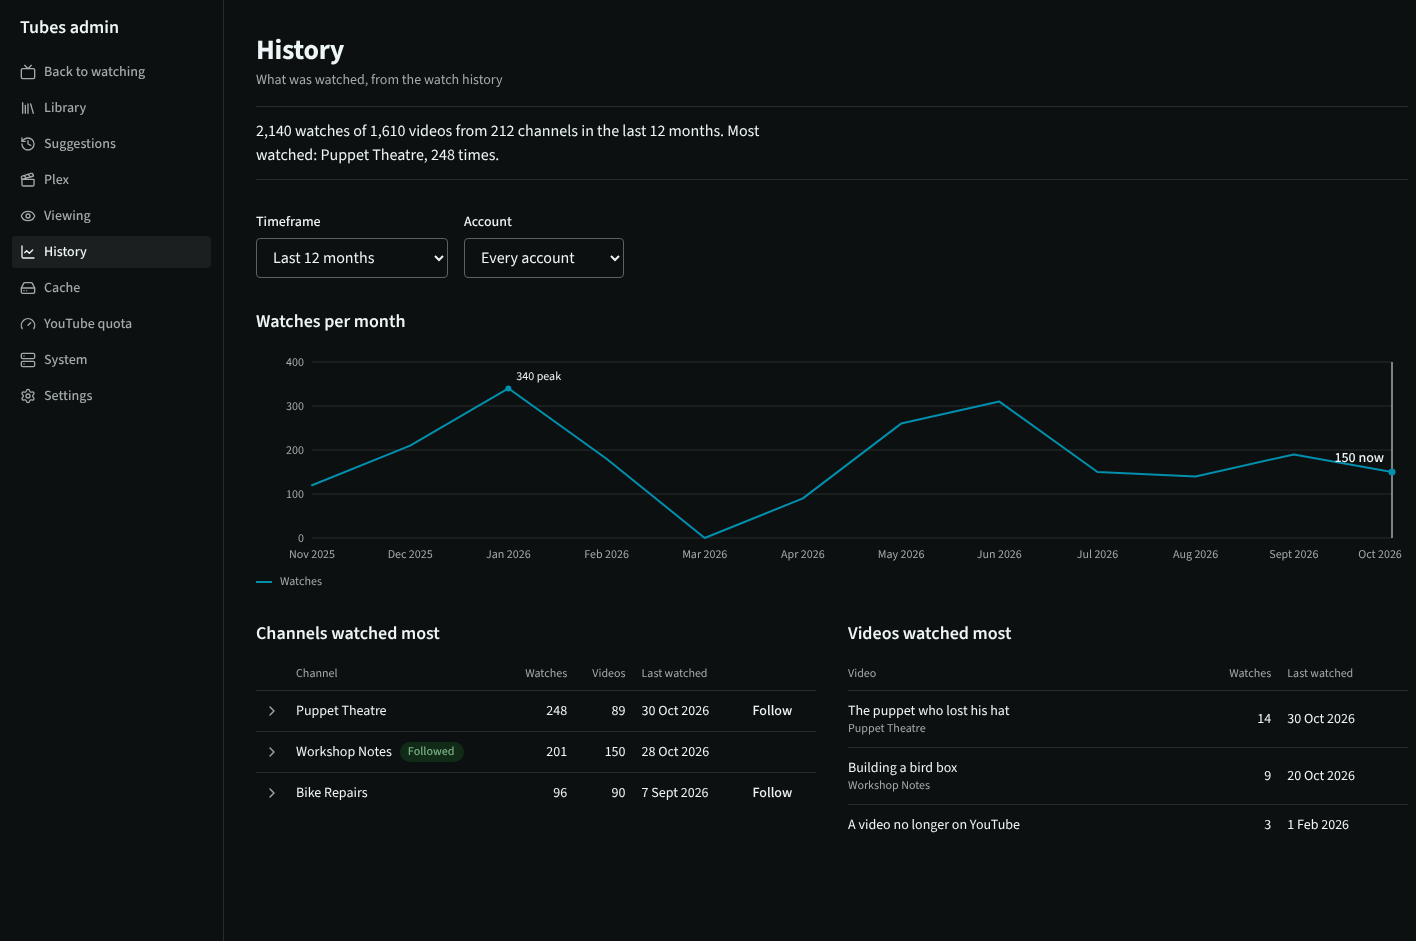 Tubes admin
Back to watching
Library
Suggestions
Plex
Viewing
History
Cache
YouTube quota
System
Settings
History
What was watched, from the watch history
2,140 watches of 1,610 videos from 212 channels in the last 12 months. Most
watched: Puppet Theatre, 248 times.
Timeframe
Account
Last 12 months
Every account
Watches per month
400
300
200
100
0
340 peak
150 now
Nov 2025
Dec 2025
Jan 2026
Feb 2026
Mar 2026
Apr 2026
May 2026
Jun 2026
Jul 2026
Aug 2026
Sept 2026
Oct 2026
Watches
Channels watched most
Channel Watches Videos Last watched
Puppet Theatre 248 89 30 Oct 2026 Follow
Workshop Notes Followed 201 150 28 Oct 2026
Bike Repairs 96 90 7 Sept 2026 Follow
Videos watched most
Video Watches Last watched
The puppet who lost his hat 14 30 Oct 2026
Puppet Theatre
Building a bird box 9 20 Oct 2026
Workshop Notes
A video no longer on YouTube 3 1 Feb 2026